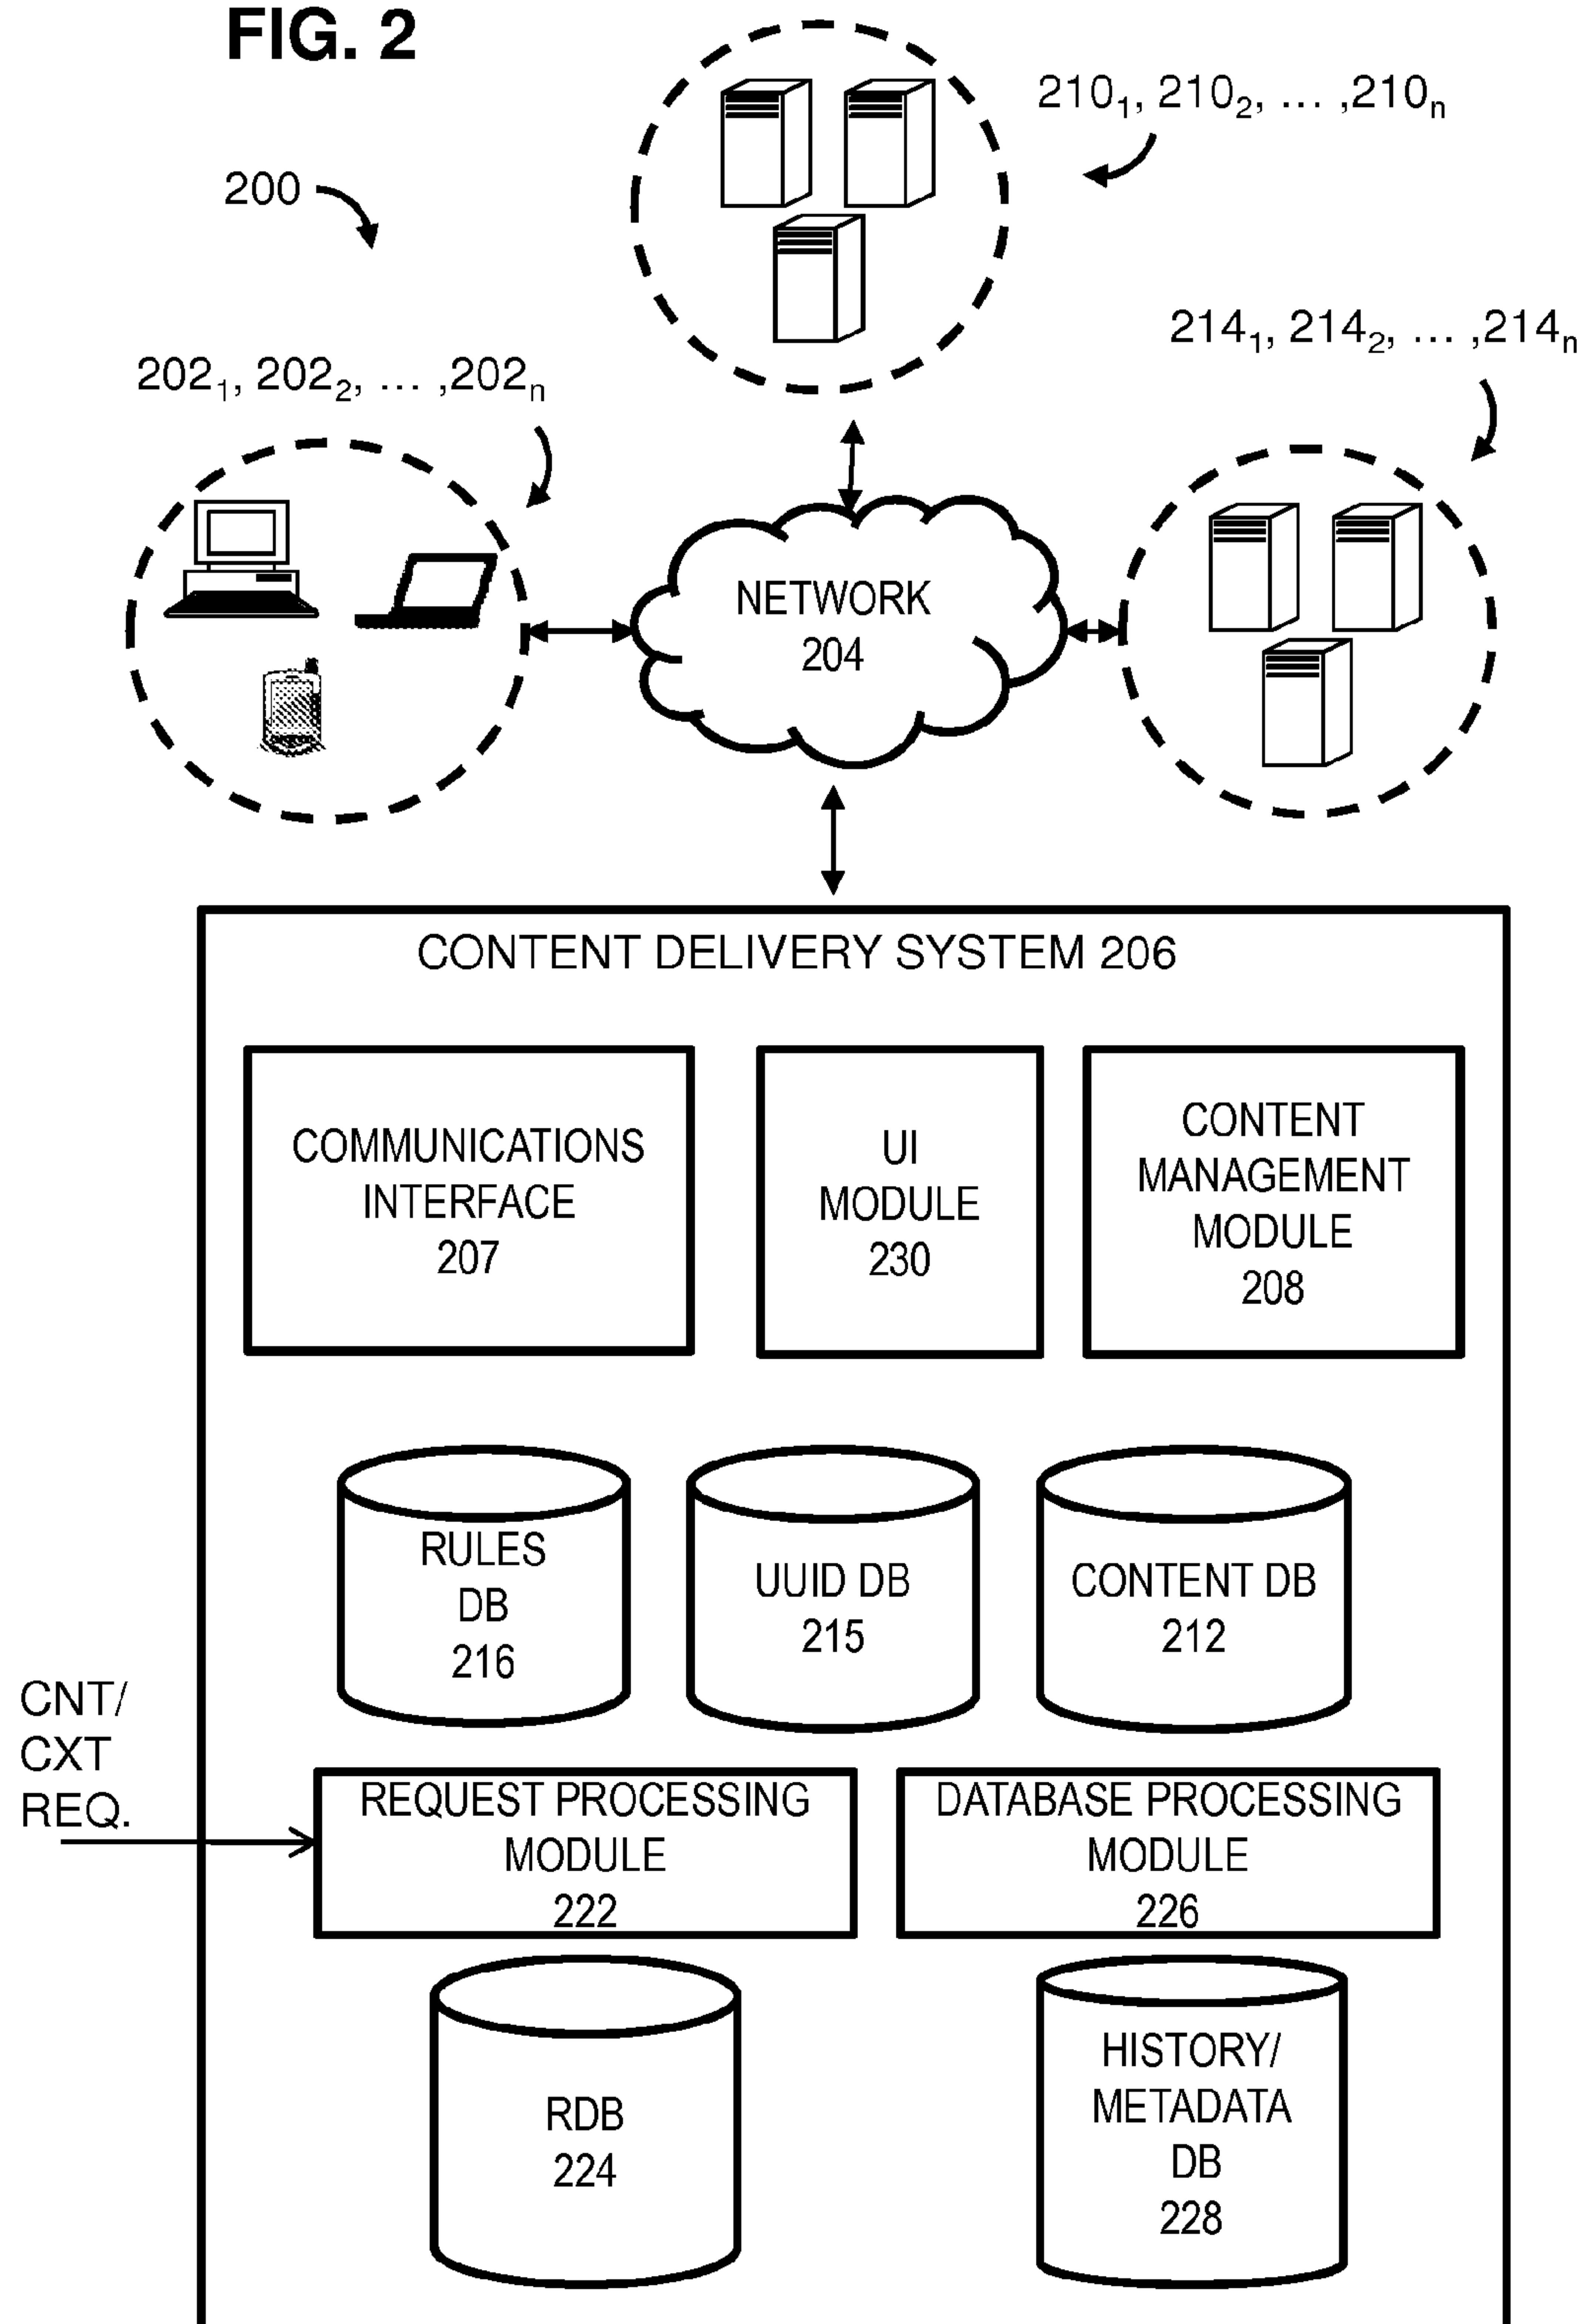 FIG. 2
210₁, 210₂, ... ,210ₙ
200
214₁, 214₂, ... ,214ₙ
202₁, 202₂, ... ,202ₙ
NETWORK
204
CONTENT DELIVERY SYSTEM 206
COMMUNICATIONS
INTERFACE
207
UI
MODULE
230
CONTENT
MANAGEMENT
MODULE
208
RULES
DB
216
UUID DB
215
CONTENT DB
212
CNT/
CXT
REQ.
REQUEST PROCESSING
MODULE
222
DATABASE PROCESSING
MODULE
226
RDB
224
HISTORY/
METADATA
DB
228